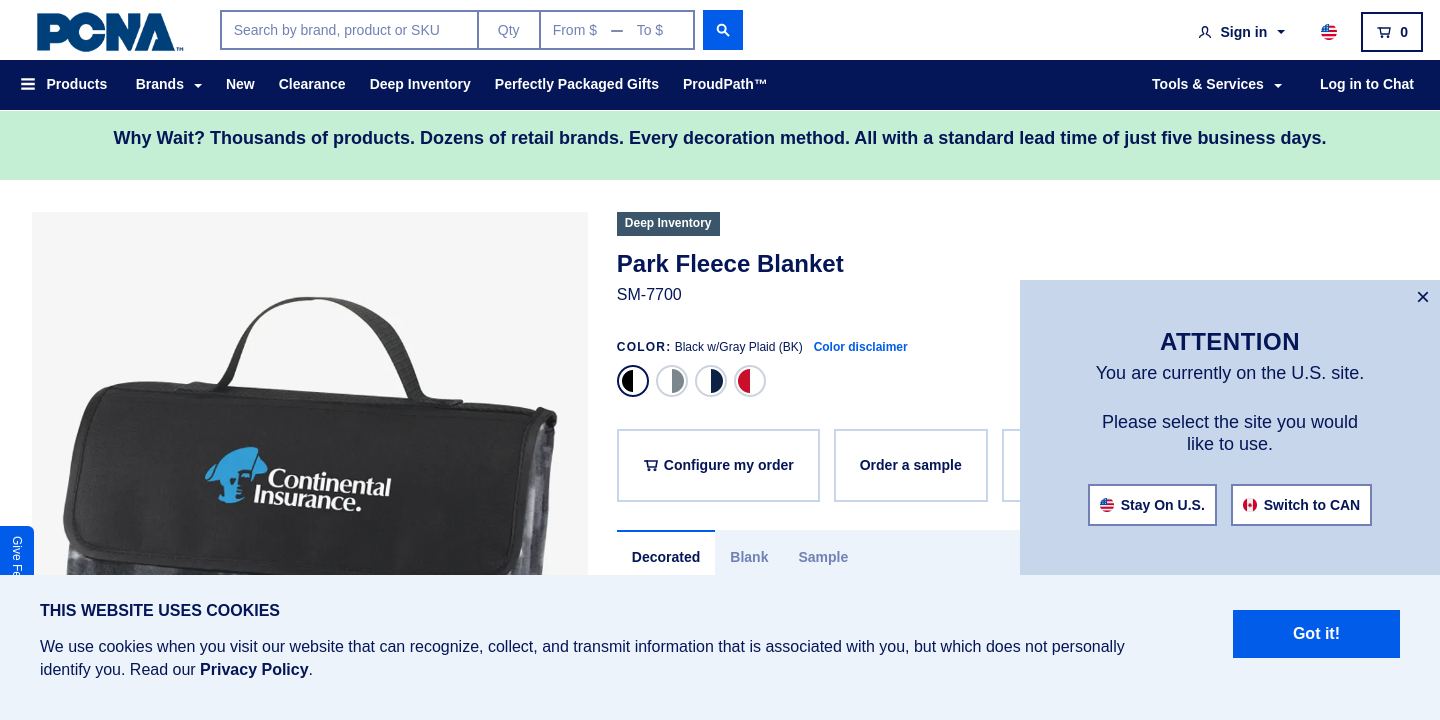 PCNA™
Search by brand, product or SKU
Qty
From $ — To $
Sign in
0
Products
Brands
New
Clearance
Deep Inventory
Perfectly Packaged Gifts
ProudPath™
Tools & Services
Log in to Chat
Why Wait? Thousands of products. Dozens of retail brands. Every decoration method. All with a standard lead time of just five business days.
Deep Inventory
Park Fleece Blanket
SM-7700
COLOR: Black w/Gray Plaid (BK) Color disclaimer
Configure my order
Order a sample
Decorated
Blank
Sample
Continental
Insurance.
Give
×
ATTENTION
You are currently on the U.S. site.
Please select the site you would
like to use.
Stay On U.S.
Switch to CAN
THIS WEBSITE USES COOKIES
We use cookies when you visit our website that can recognize, collect, and transmit information that is associated with you, but which does not personally
identify you. Read our Privacy Policy.
Got it!